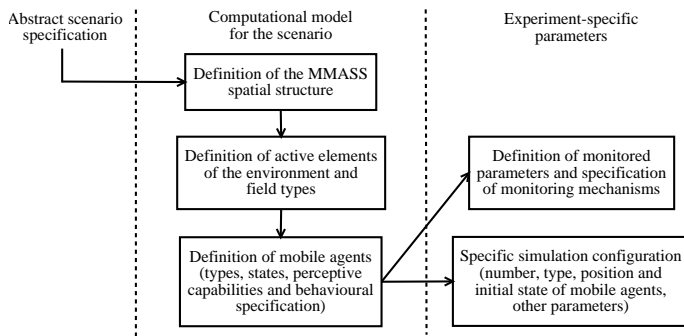 Abstract scenario
specification
Computational model
for the scenario
Experiment-specific
parameters
Definition of the MMASS
spatial structure
Definition of active elements
of the environment and
field types
Definition of monitored
parameters and specification
of monitoring mechanisms
Definition of mobile agents
(types, states, perceptive
capabilities and behavioural
specification)
Specific simulation configuration
(number, type, position and
initial state of mobile agents,
other parameters)